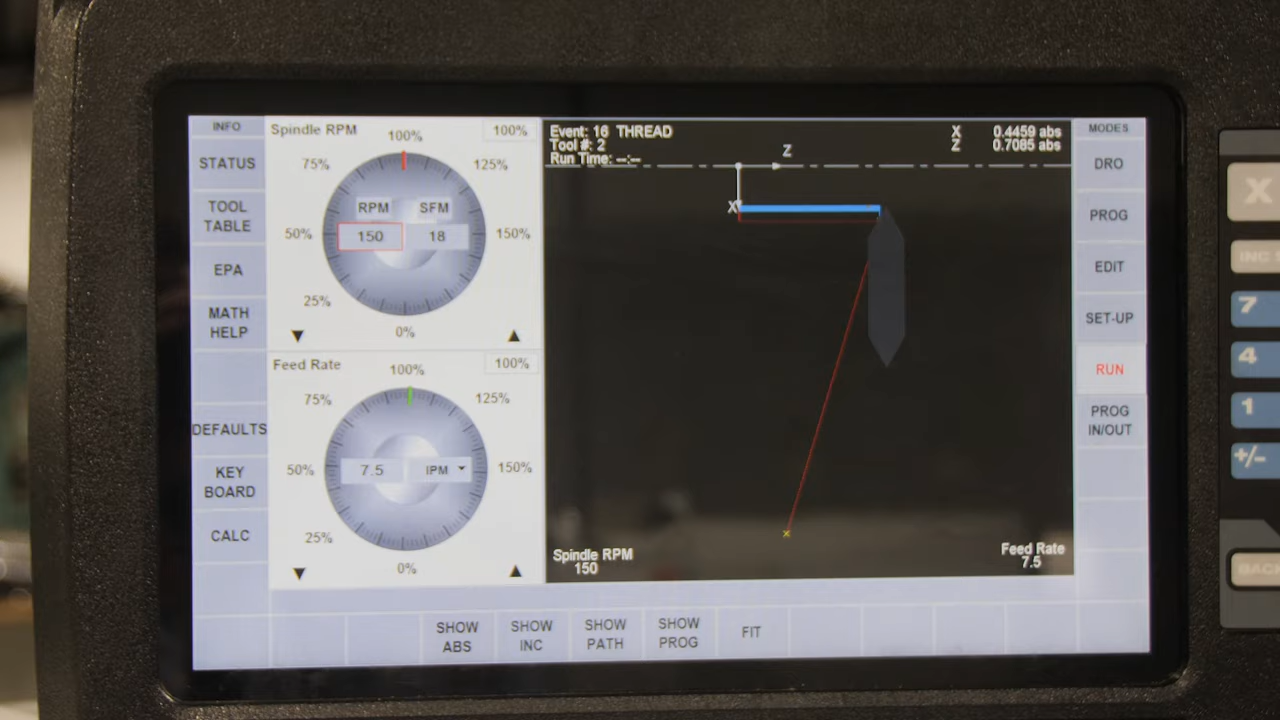 INFO
STATUS
TOOL
TABLE
EPA
MATH
HELP
DEFAULTS
KEY
BOARD
CALC
Spindle RPM
100%
100%
75%
125%
RPM
SFM
50%
150
18
150%
25%
0%
Feed Rate
100%
100%
75%
125%
50%
7.5
IPM
150%
25%
0%
Event: 16 THREAD
Tool #: 2
Run Time: --:--
X 0.4459 abs
Z 0.7085 abs
Z
X
Spindle RPM
150
Feed Rate
7.5
MODES
DRO
PROG
EDIT
SET-UP
RUN
PROG
IN/OUT
SHOW
ABS
SHOW
INC
SHOW
PATH
SHOW
PROG
FIT
X
INC
7
4
1
+/-
BACK